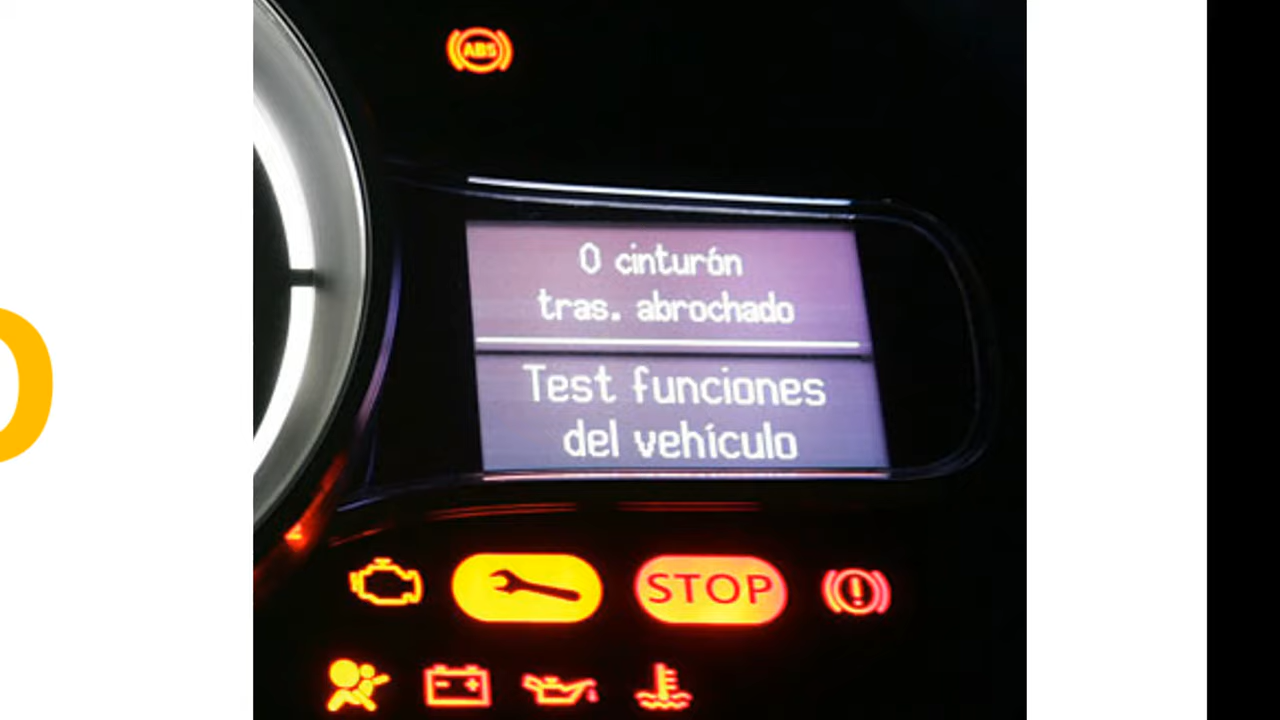 ABS
0 cinturón
tras. abrochado
Test funciones
del vehículo
STOP